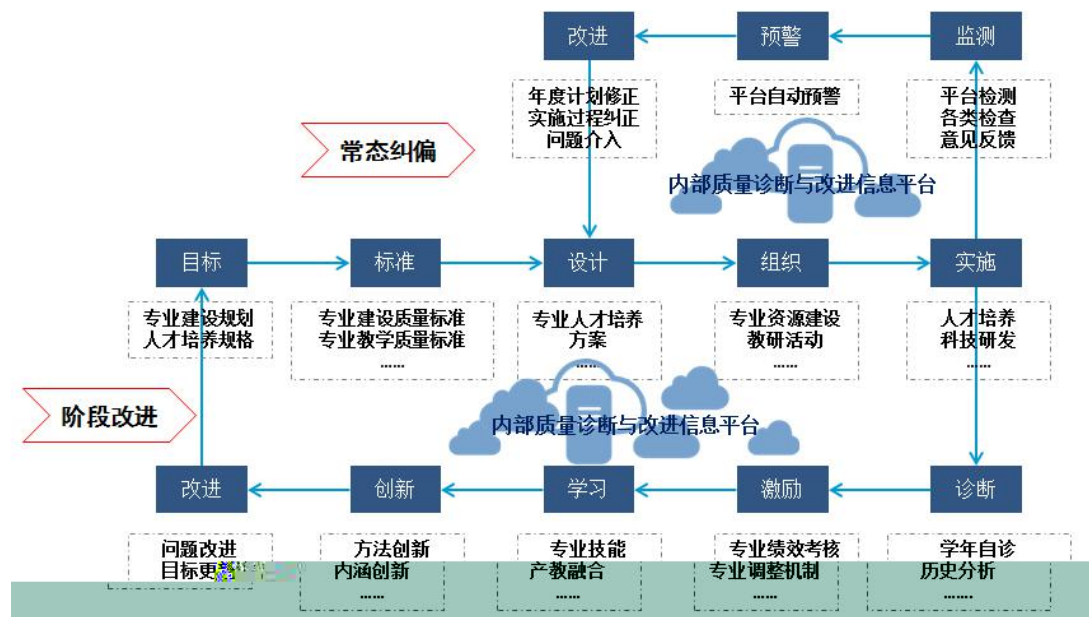 改进
预警
监测
年度计划修正
实施过程纠正
问题介入
平台自动预警
平台检测
各类检查
意见反馈
常态纠偏
内部质量诊断与改进信息平台
目标
标准
设计
组织
实施
专业建设规划
人才培养规格
专业建设质量标准
专业教学质量标准
……
专业人才培养
方案
……
专业资源建设
教研活动
……
人才培养
科技研发
……
阶段改进
内部质量诊断与改进信息平台
改进
创新
学习
激励
诊断
问题改进
目标更
方法创新
内涵创新
……
专业技能
产教融合
……
专业绩效考核
专业调整机制
……
学年自诊
历史分析
…….